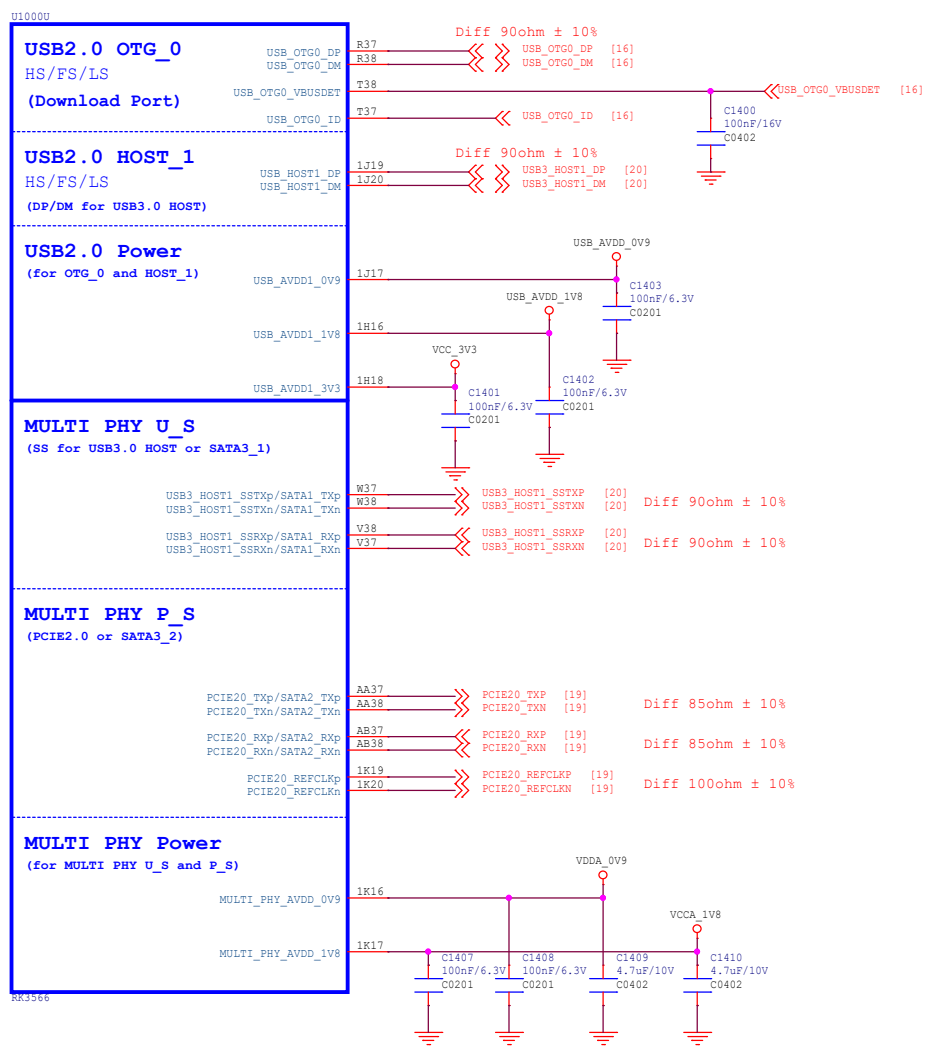 U1000U
USB2.0 OTG_0
HS/FS/LS
(Download Port)
USB_OTG0_DP R37 USB_OTG0_DP [16]
USB_OTG0_DM R38 USB_OTG0_DM [16]
Diff 90ohm ± 10%
USB_OTG0_VBUSDET T38 USB_OTG0_VBUSDET [16]
C1400
100nF/16V
C0402
USB_OTG0_ID T37 USB_OTG0_ID [16]
USB2.0 HOST_1
HS/FS/LS
(DP/DM for USB3.0 HOST)
Diff 90ohm ± 10%
USB_HOST1_DP 1J19 USB3_HOST1_DP [20]
USB_HOST1_DM 1J20 USB3_HOST1_DM [20]
USB2.0 Power
(for OTG_0 and HOST_1)
USB_AVDD_0V9
USB_AVDD1_0V9 1J17
C1403
100nF/6.3V
C0201
USB_AVDD_1V8
USB_AVDD1_1V8 1H16
VCC_3V3
USB_AVDD1_3V3 1H18
C1401
100nF/6.3V
C0201
C1402
100nF/6.3V
C0201
MULTI PHY U_S
(SS for USB3.0 HOST or SATA3_1)
USB3_HOST1_SSTXp/SATA1_TXp W37 USB3_HOST1_SSTXP [20]
USB3_HOST1_SSTXn/SATA1_TXn W38 USB3_HOST1_SSTXN [20]
Diff 90ohm ± 10%
USB3_HOST1_SSRXp/SATA1_RXp V38 USB3_HOST1_SSRXP [20]
USB3_HOST1_SSRXn/SATA1_RXn V37 USB3_HOST1_SSRXN [20]
Diff 90ohm ± 10%
MULTI PHY P_S
(PCIE2.0 or SATA3_2)
PCIE20_TXp/SATA2_TXp AA37 PCIE20_TXP [19]
PCIE20_TXn/SATA2_TXn AA38 PCIE20_TXN [19]
Diff 85ohm ± 10%
PCIE20_RXp/SATA2_RXp AB37 PCIE20_RXP [19]
PCIE20_RXn/SATA2_RXn AB38 PCIE20_RXN [19]
Diff 85ohm ± 10%
PCIE20_REFCLKp 1K19 PCIE20_REFCLKP [19]
PCIE20_REFCLKn 1K20 PCIE20_REFCLKN [19]
Diff 100ohm ± 10%
MULTI PHY Power
(for MULTI PHY U_S and P_S)
VDDA_0V9
MULTI_PHY_AVDD_0V9 1K16
VCCA_1V8
MULTI_PHY_AVDD_1V8 1K17
C1407
100nF/6.3V
C0201
C1408
100nF/6.3V
C0201
C1409
4.7uF/10V
C0402
C1410
4.7uF/10V
C0402
RK3566